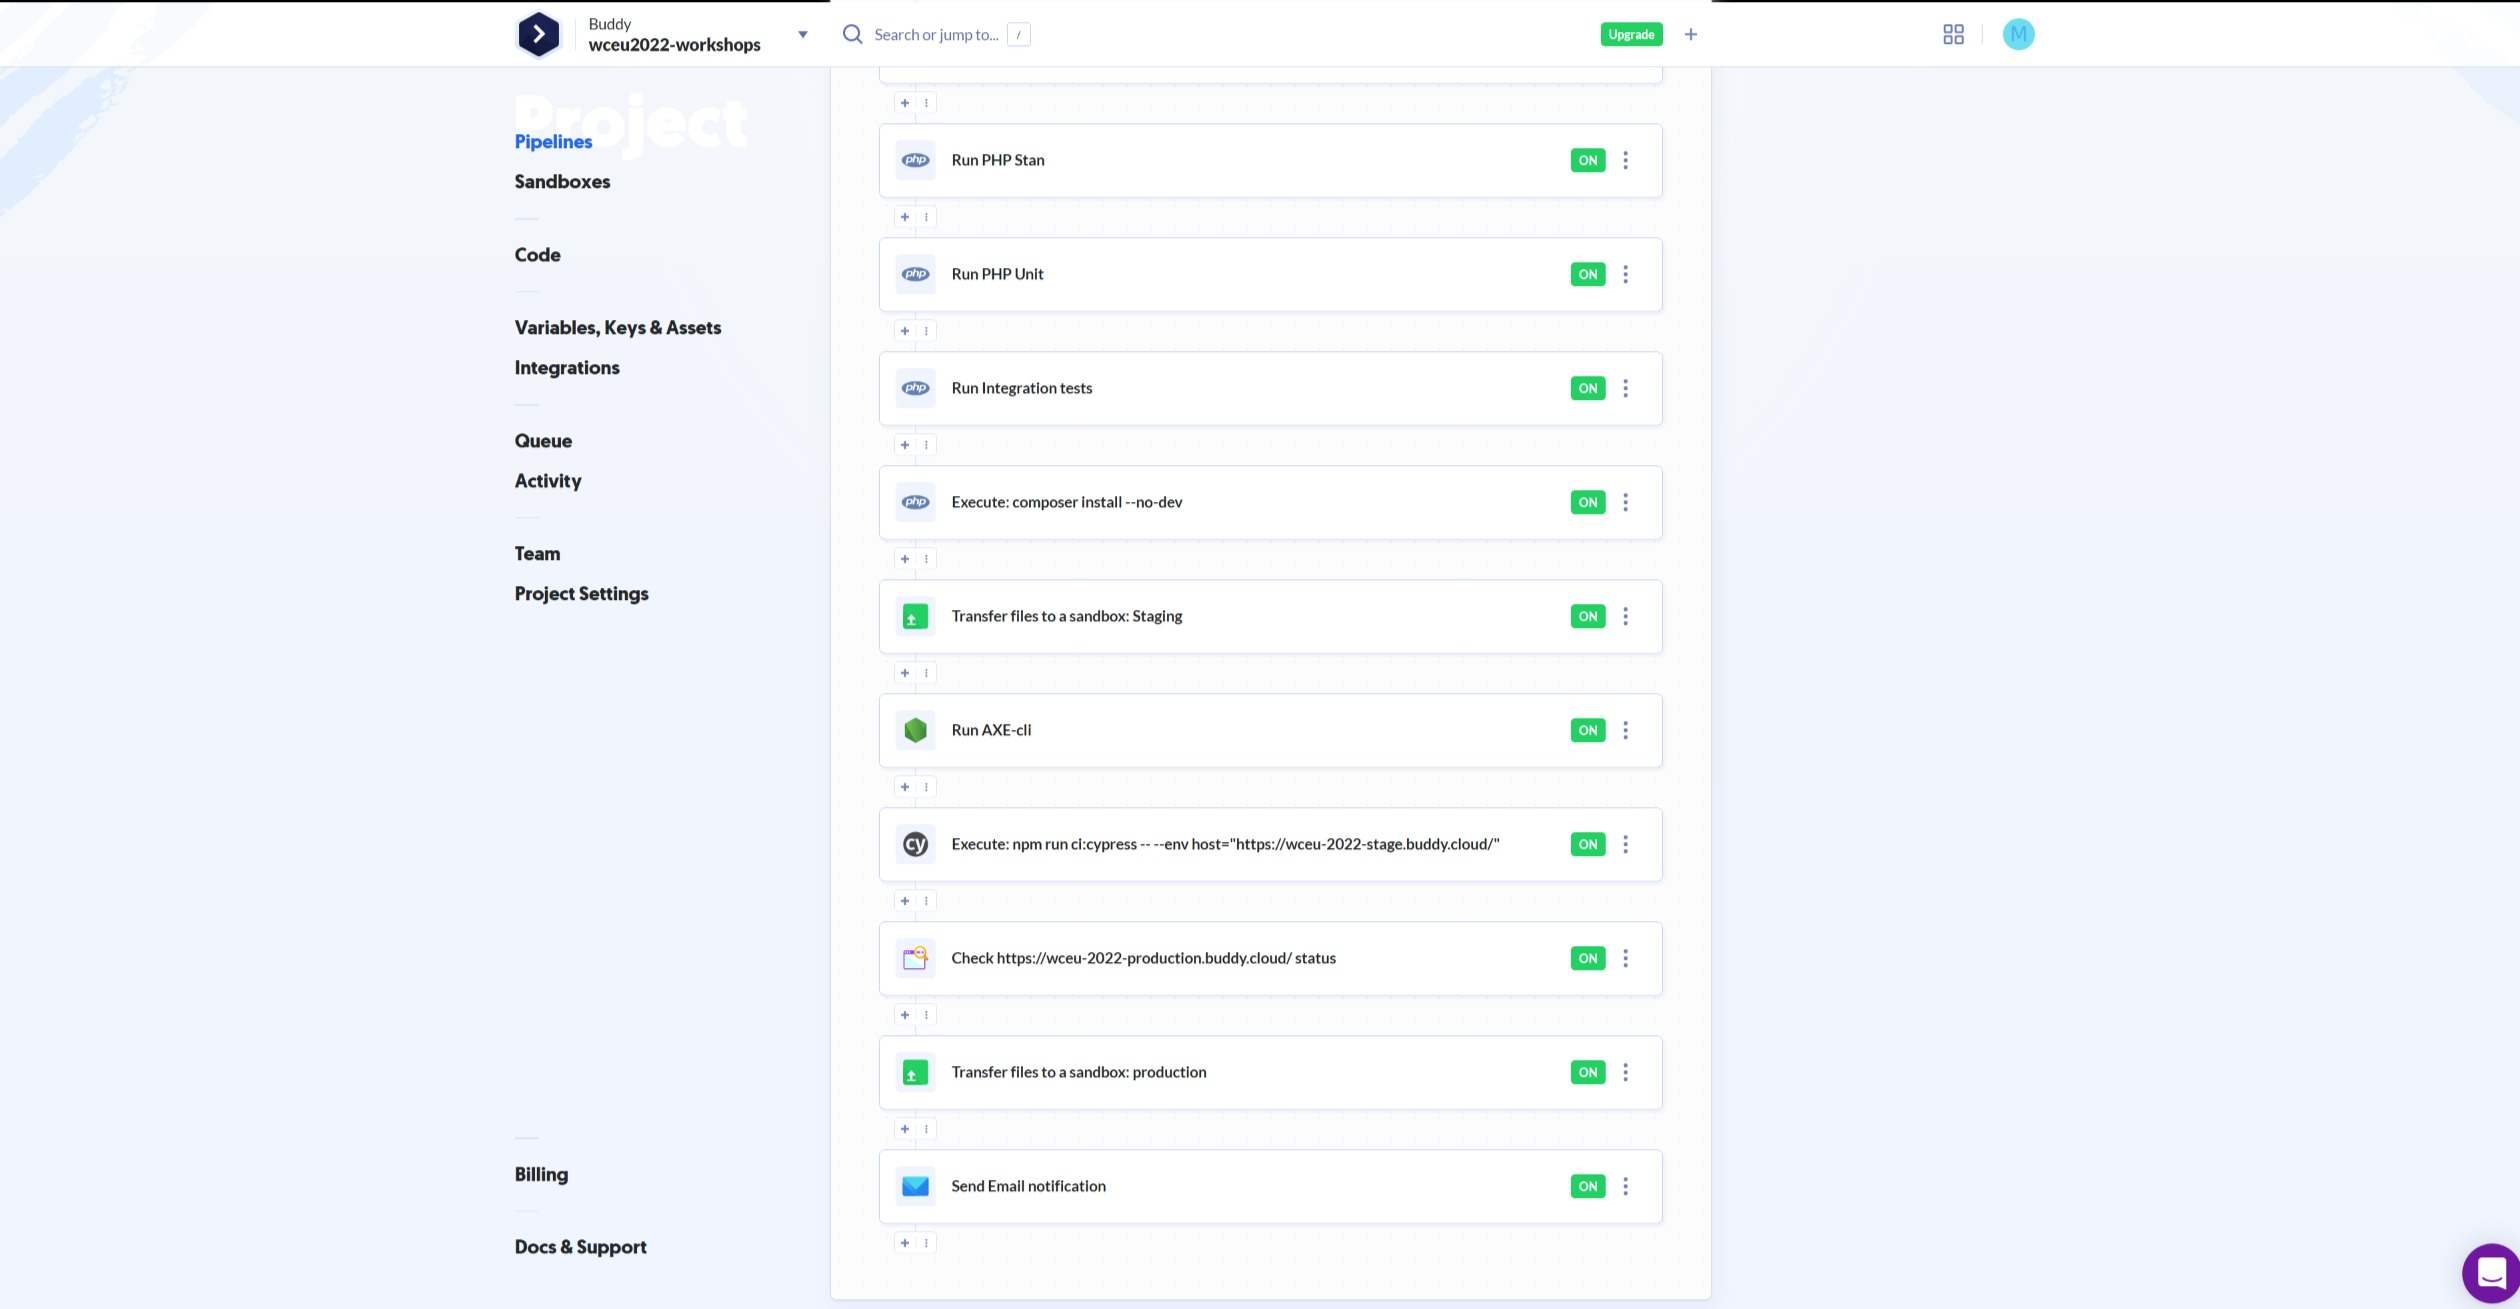 Buddy
wceu2022-workshops
Search or jump to... /
Upgrade
M
Project
Pipelines
Sandboxes
Code
Variables, Keys & Assets
Integrations
Queue
Activity
Team
Project Settings
Billing
Docs & Support
php Run PHP Stan ON
php Run PHP Unit ON
php Run Integration tests ON
php Execute: composer install --no-dev ON
Transfer files to a sandbox: Staging ON
Run AXE-cli ON
cy Execute: npm run ci:cypress -- --env host="https://wceu-2022-stage.buddy.cloud/" ON
Check https://wceu-2022-production.buddy.cloud/ status ON
Transfer files to a sandbox: production ON
Send Email notification ON